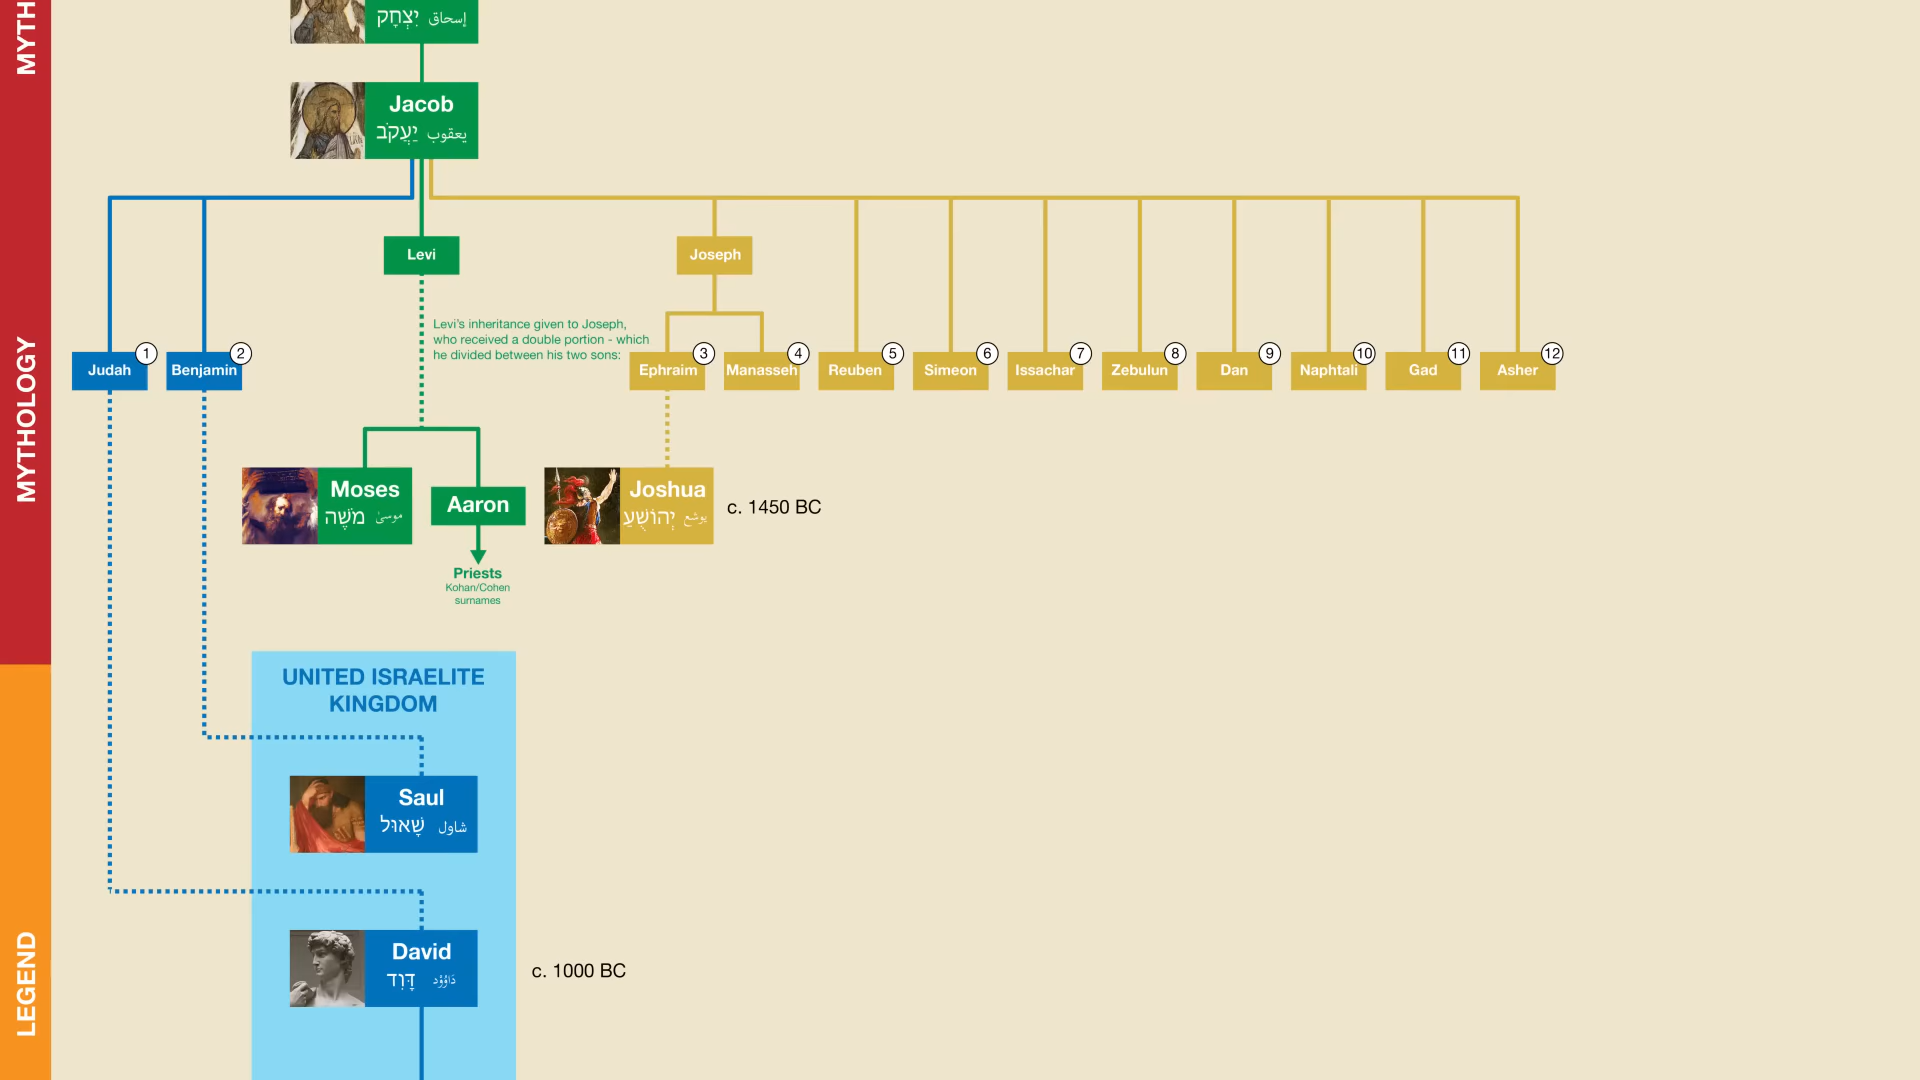 MYTH
יִצְחָק إسحاق
Jacob
יַעֲקֹב يعقوب
Levi
Joseph
Levi's inheritance given to Joseph,
who received a double portion - which
he divided between his two sons:
1
2
3
4
5
6
7
8
9
10
11
12
Judah
Benjamin
Ephraim
Manasseh
Reuben
Simeon
Issachar
Zebulun
Dan
Naphtali
Gad
Asher
MYTHOLOGY
Moses
מֹשֶׁה موسىٰ
Aaron
Joshua
יְהוֹשֻׁעַ يوشع
c. 1450 BC
Priests
Kohan/Cohen
surnames
UNITED ISRAELITE
KINGDOM
Saul
שָׁאוּל شاول
David
דָּוִד دَاوُوْد
c. 1000 BC
LEGEND